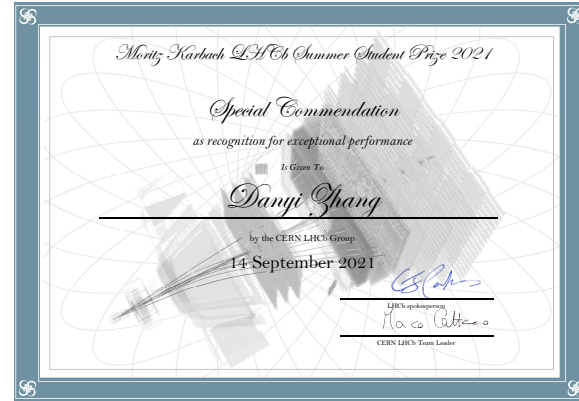 Moritz Karbach LHCb Summer Student Prize 2021
Special Commendation
as recognition for exceptional performance
Is Given To
Danyi Zhang
by the CERN LHCb Group
14 September 2021
LHCb spokesperson
CERN LHCb Team Leader